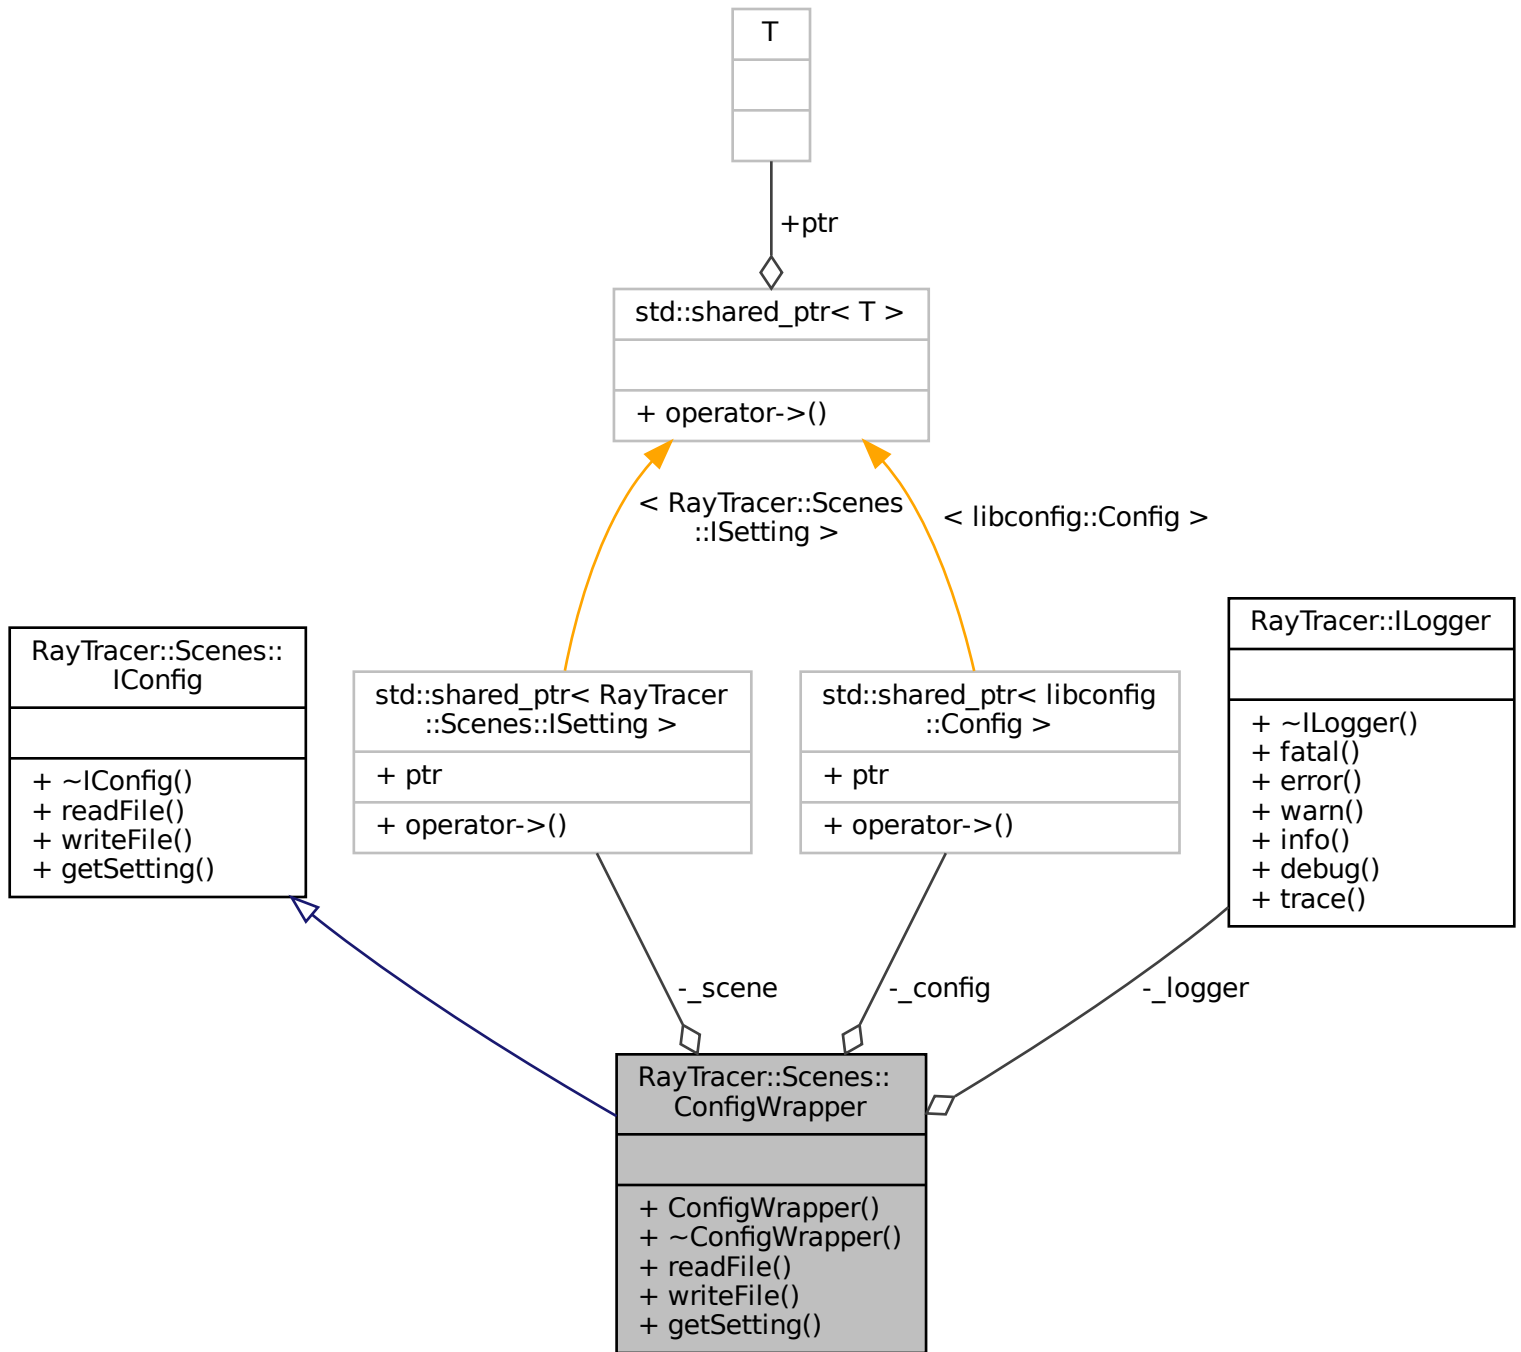 T
+ptr
std::shared_ptr< T >
+ operator->()
< RayTracer::Scenes
::ISetting >
< libconfig::Config >
RayTracer::Scenes::
IConfig
+ ~IConfig()
+ readFile()
+ writeFile()
+ getSetting()
std::shared_ptr< RayTracer
::Scenes::ISetting >
+ ptr
+ operator->()
std::shared_ptr< libconfig
::Config >
+ ptr
+ operator->()
RayTracer::ILogger
+ ~ILogger()
+ fatal()
+ error()
+ warn()
+ info()
+ debug()
+ trace()
-_scene
-_config
-_logger
RayTracer::Scenes::
ConfigWrapper
+ ConfigWrapper()
+ ~ConfigWrapper()
+ readFile()
+ writeFile()
+ getSetting()